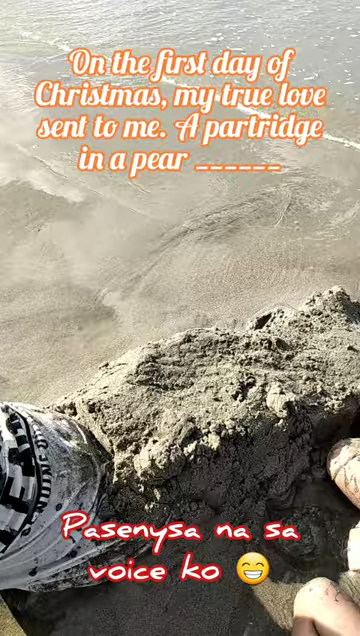 On the first day of
Christmas, my true love
sent to me. A partridge
in a pear ______
Pasenysa na sa
voice ko 😁